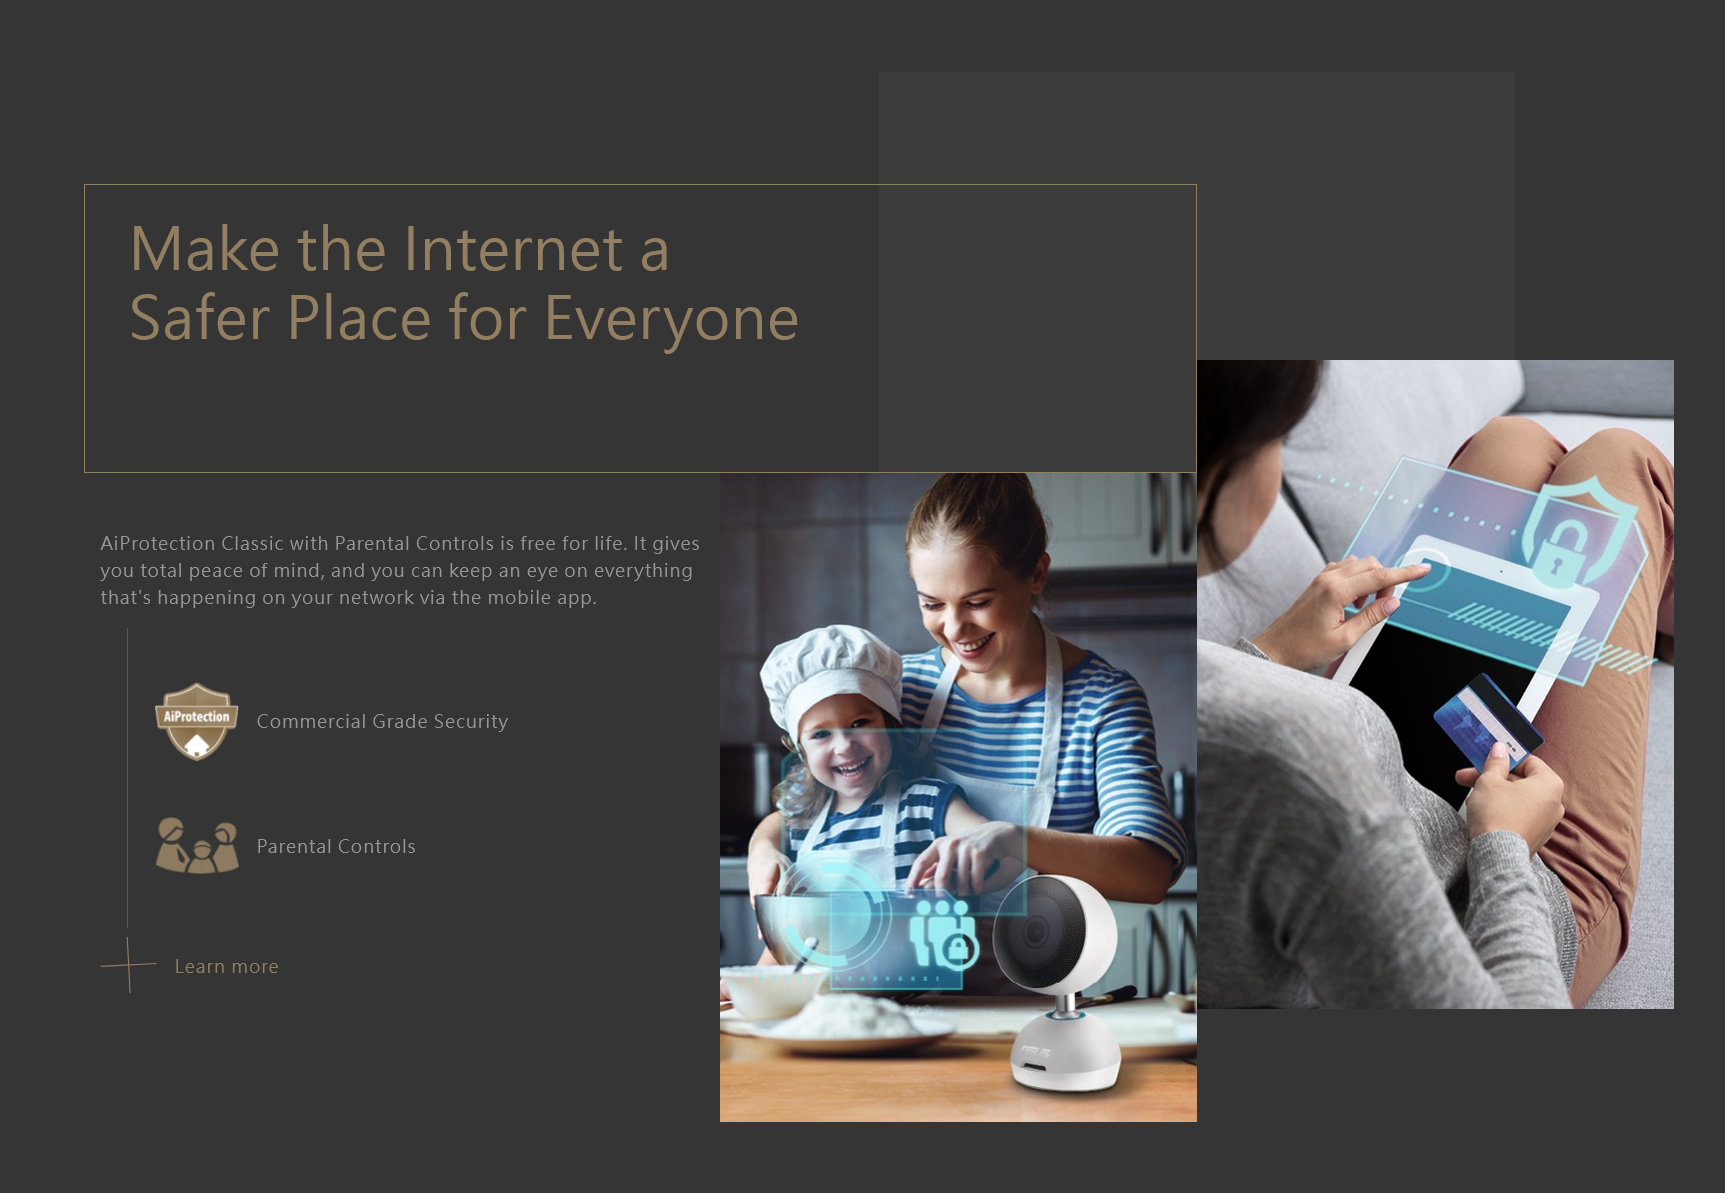 Make the Internet a
Safer Place for Everyone
AiProtection Classic with Parental Controls is free for life. It gives
you total peace of mind, and you can keep an eye on everything
that's happening on your network via the mobile app.
AiProtection
Commercial Grade Security
Parental Controls
Learn more
ASUS